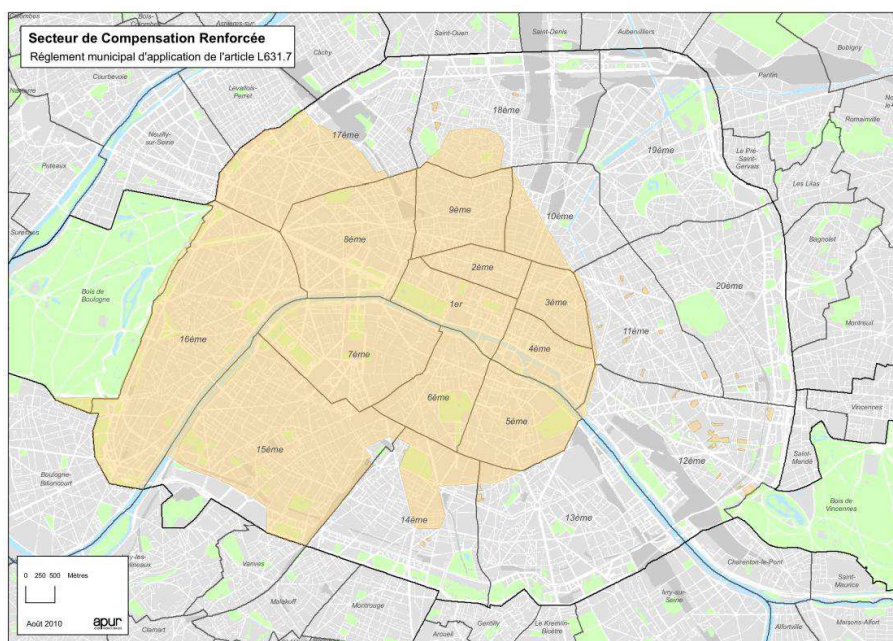 Secteur de Compensation Renforcée
Réglement municipal d'application de l'article L631.7
Colombes
Bois-
Colombes
Clichy
Saint-Ouen
Saint-Denis
Aubervilliers
Bobigny
Courbevoie
Levallois-
Perret
Pantin
Neuilly-
sur-Seine
Puteaux
17ème
18ème
19ème
Romainville
Le Pré-
Saint-
Gervais
Les Lilas
Suresnes
8ème
9ème
10ème
Bagnolet
2ème
Bois de
Boulogne
1er
3ème
20ème
16ème
11ème
Montreuil
7ème
4ème
6ème
5ème
Vincennes
15ème
Saint-
Mandé
12ème
Boulogne-
Billancourt
Bois de
Vincennes
14ème
13ème
Vanves
Charenton-le-Pont
Saint-
Maurice
Malakoff
Ivry-sur-
Seine
Montrouge
Gentilly
Le Kremlin-
Bicêtre
Arcueil
Clamart
Alfortville
Maisons-Alfort
0 250 500 Mètres
Août 2010
apur